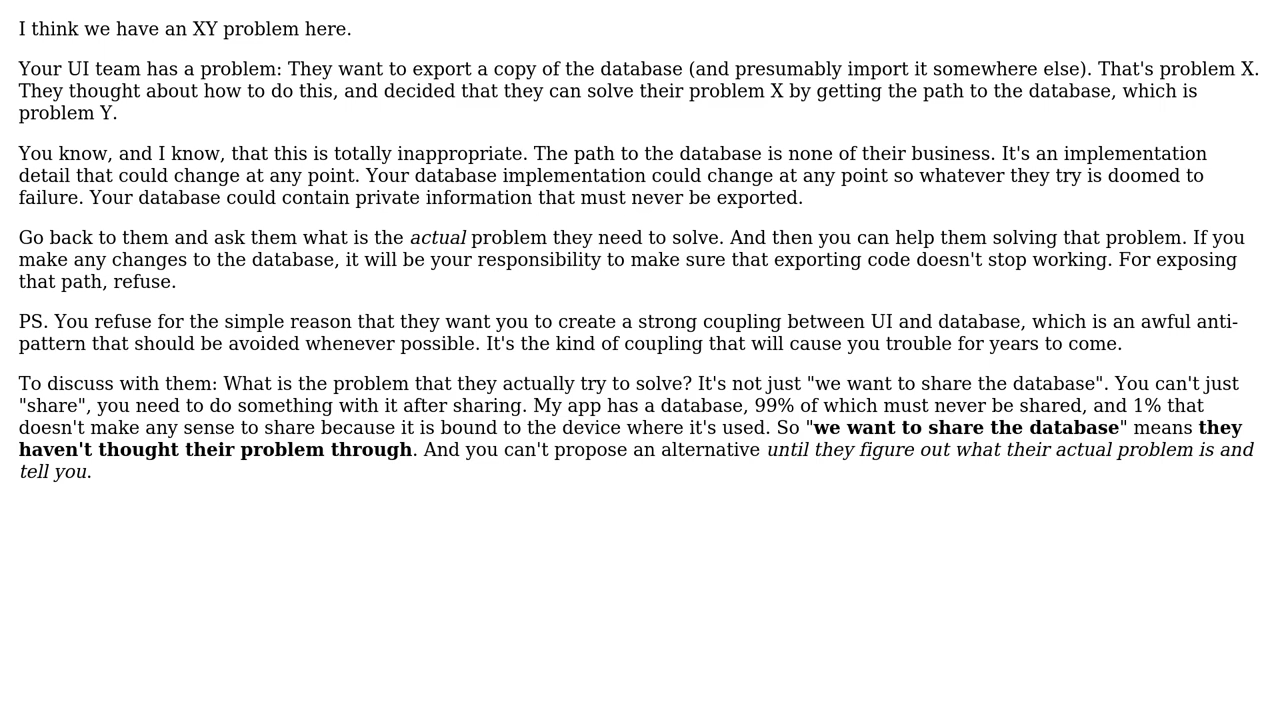 I think we have an XY problem here.
Your UI team has a problem: They want to export a copy of the database (and presumably import it somewhere else). That's problem X.
They thought about how to do this, and decided that they can solve their problem X by getting the path to the database, which is
problem Y.
You know, and I know, that this is totally inappropriate. The path to the database is none of their business. It's an implementation
detail that could change at any point. Your database implementation could change at any point so whatever they try is doomed to
failure. Your database could contain private information that must never be exported.
Go back to them and ask them what is the actual problem they need to solve. And then you can help them solving that problem. If you
make any changes to the database, it will be your responsibility to make sure that exporting code doesn't stop working. For exposing
that path, refuse.
PS. You refuse for the simple reason that they want you to create a strong coupling between UI and database, which is an awful anti-
pattern that should be avoided whenever possible. It's the kind of coupling that will cause you trouble for years to come.
To discuss with them: What is the problem that they actually try to solve? It's not just "we want to share the database". You can't just
"share", you need to do something with it after sharing. My app has a database, 99% of which must never be shared, and 1% that
doesn't make any sense to share because it is bound to the device where it's used. So "we want to share the database" means they
haven't thought their problem through. And you can't propose an alternative until they figure out what their actual problem is and
tell you.